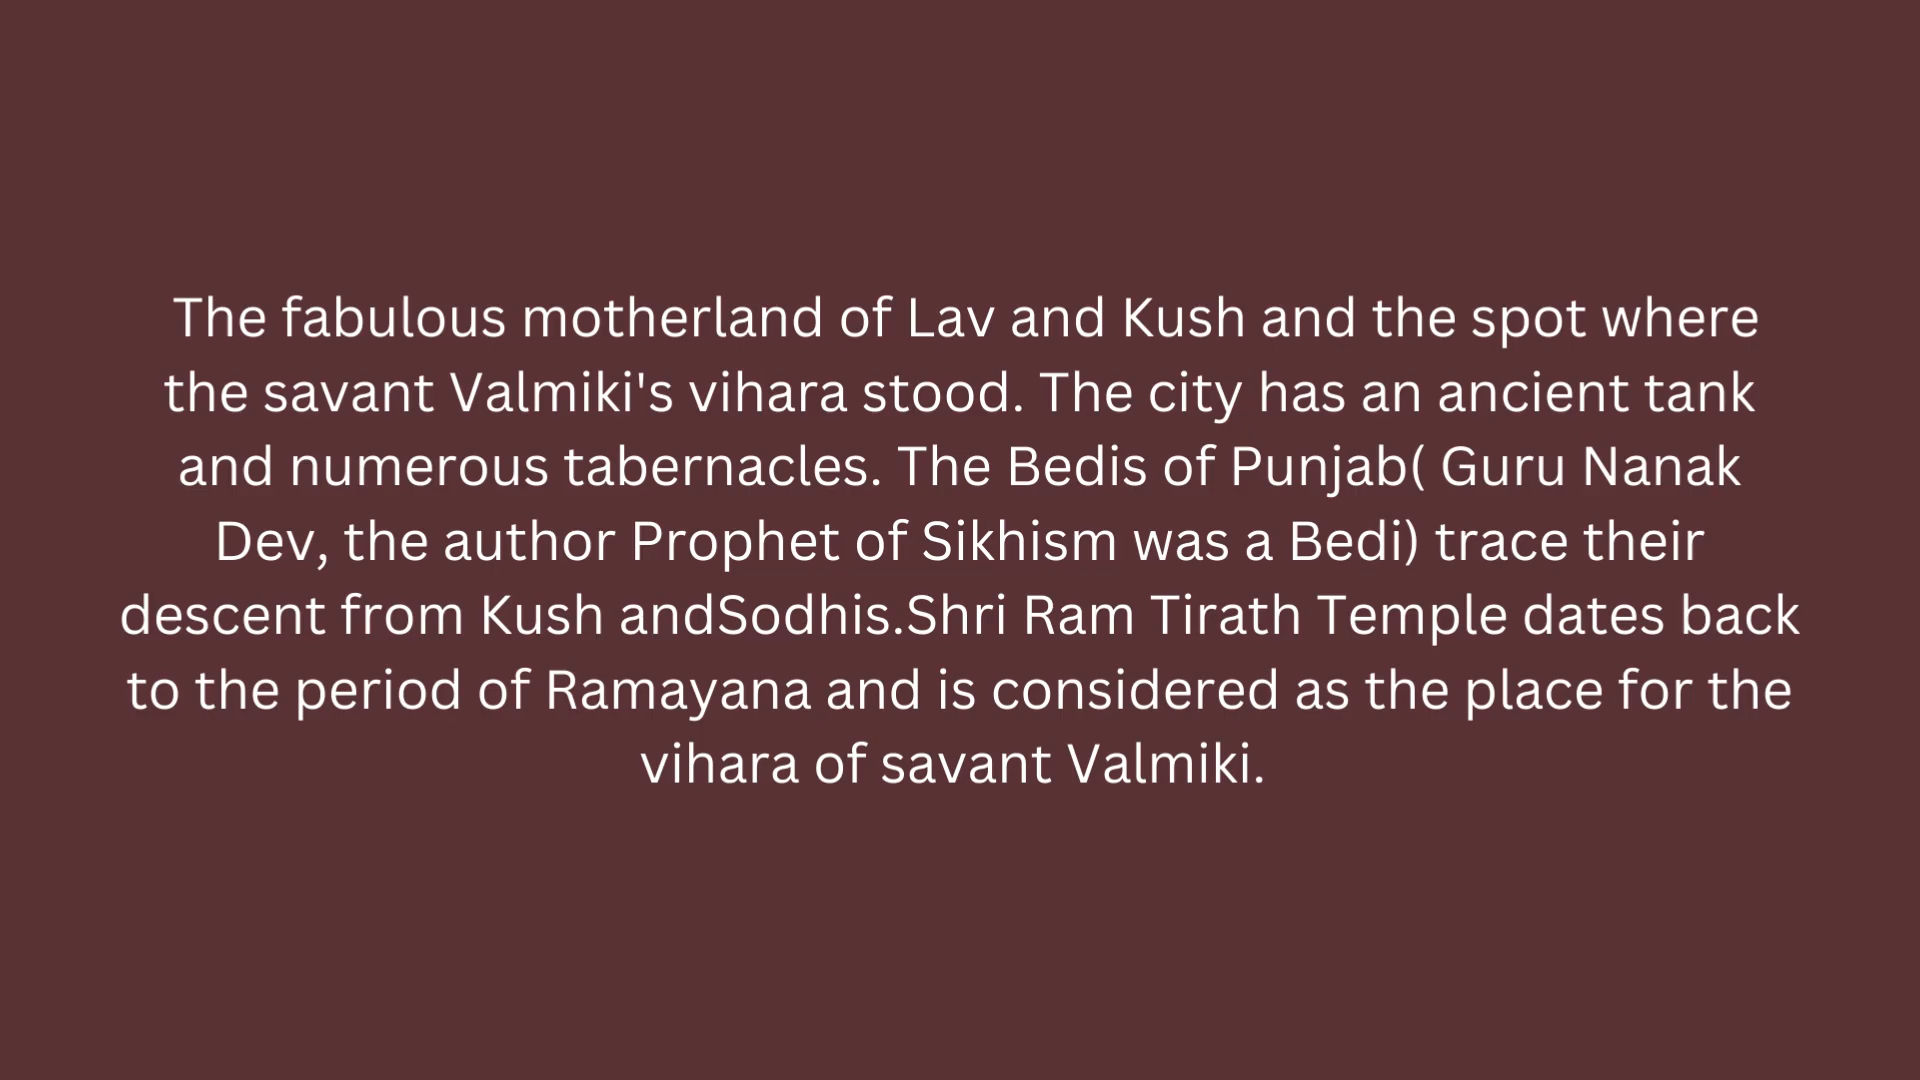 The fabulous motherland of Lav and Kush and the spot where
the savant Valmiki's vihara stood. The city has an ancient tank
and numerous tabernacles. The Bedis of Punjab( Guru Nanak
Dev, the author Prophet of Sikhism was a Bedi) trace their
descent from Kush andSodhis.Shri Ram Tirath Temple dates back
to the period of Ramayana and is considered as the place for the
vihara of savant Valmiki.